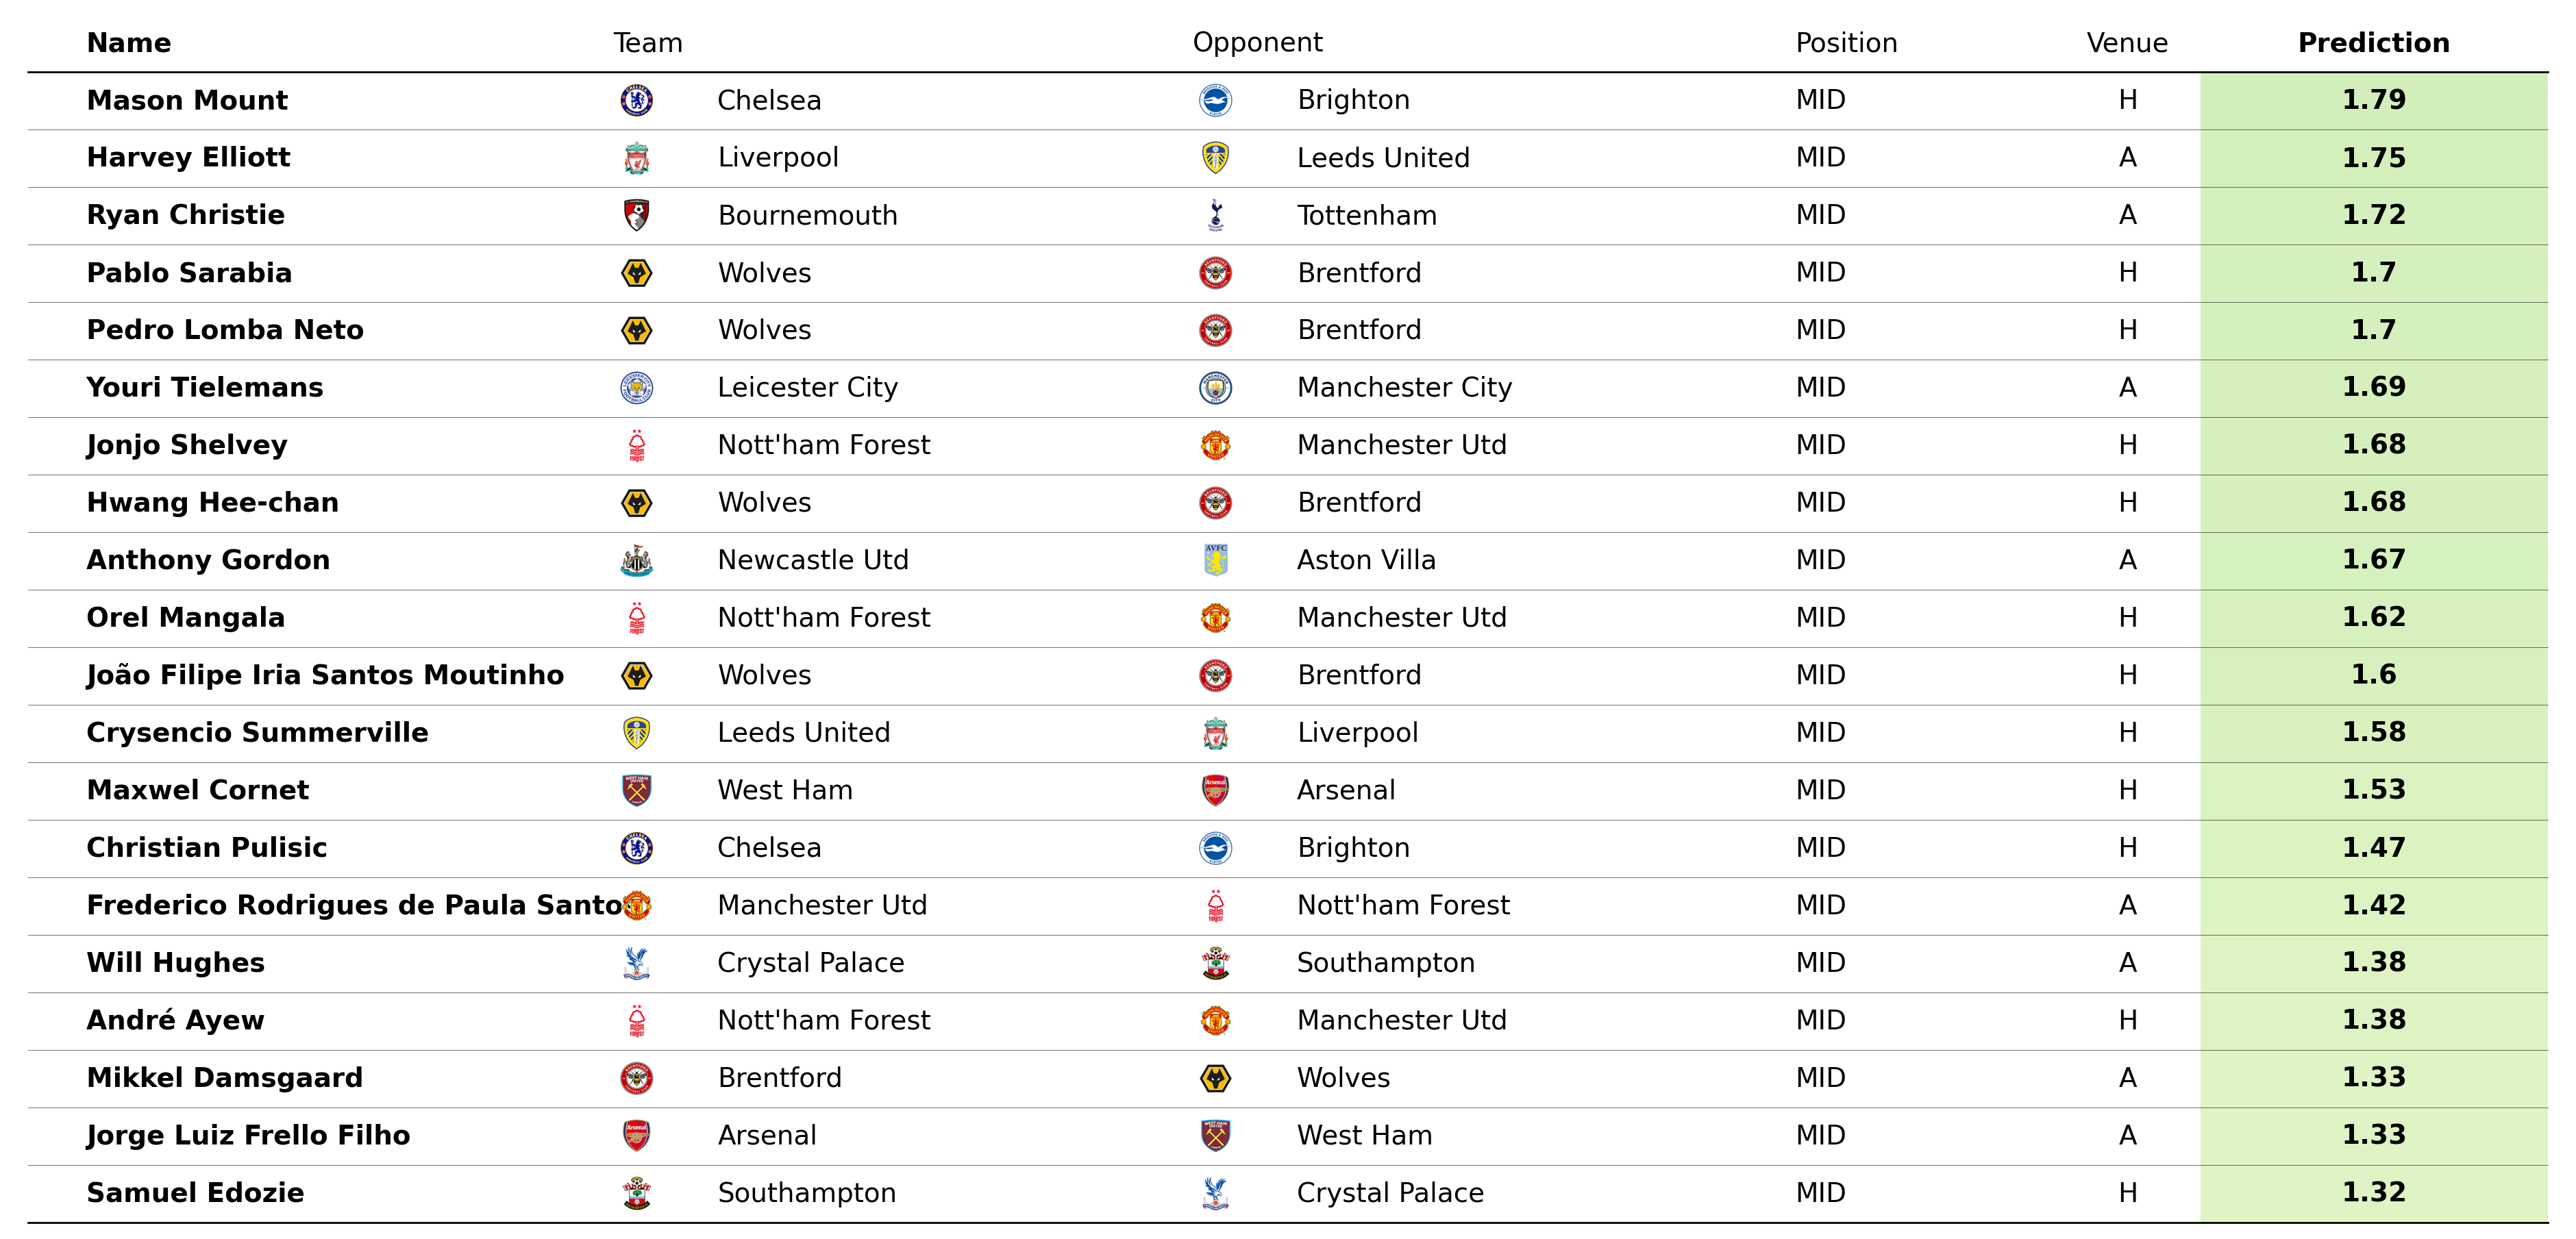 Name Team Opponent Position Venue Prediction
Mason Mount Chelsea Brighton MID H 1.79
Harvey Elliott Liverpool Leeds United MID A 1.75
Ryan Christie Bournemouth Tottenham MID A 1.72
Pablo Sarabia Wolves Brentford MID H 1.7
Pedro Lomba Neto Wolves Brentford MID H 1.7
Youri Tielemans Leicester City Manchester City MID A 1.69
Jonjo Shelvey Nott'ham Forest Manchester Utd MID H 1.68
Hwang Hee-chan Wolves Brentford MID H 1.68
Anthony Gordon Newcastle Utd Aston Villa MID A 1.67
Orel Mangala Nott'ham Forest Manchester Utd MID H 1.62
João Filipe Iria Santos Moutinho Wolves Brentford MID H 1.6
Crysencio Summerville Leeds United Liverpool MID H 1.58
Maxwel Cornet West Ham Arsenal MID H 1.53
Christian Pulisic Chelsea Brighton MID H 1.47
Frederico Rodrigues de Paula Santo Manchester Utd Nott'ham Forest MID A 1.42
Will Hughes Crystal Palace Southampton MID A 1.38
André Ayew Nott'ham Forest Manchester Utd MID H 1.38
Mikkel Damsgaard Brentford Wolves MID A 1.33
Jorge Luiz Frello Filho Arsenal West Ham MID A 1.33
Samuel Edozie Southampton Crystal Palace MID H 1.32